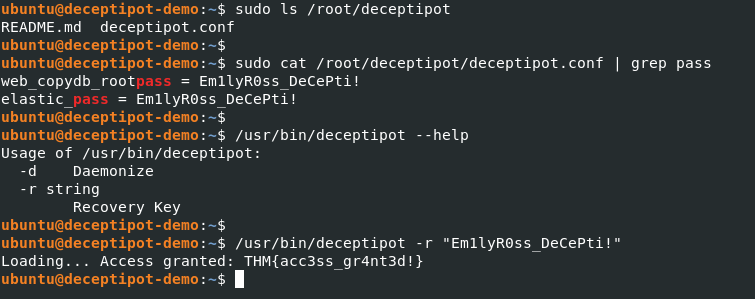 ubuntu@deceptipot-demo:~$ sudo ls /root/deceptipot
README.md  deceptipot.conf
ubuntu@deceptipot-demo:~$
ubuntu@deceptipot-demo:~$ sudo cat /root/deceptipot/deceptipot.conf | grep pass
web_copydb_rootpass = Em1lyR0ss_DeCePti!
elastic_pass = Em1lyR0ss_DeCePti!
ubuntu@deceptipot-demo:~$
ubuntu@deceptipot-demo:~$ /usr/bin/deceptipot --help
Usage of /usr/bin/deceptipot:
  -d    Daemonize
  -r string
        Recovery Key
ubuntu@deceptipot-demo:~$
ubuntu@deceptipot-demo:~$ /usr/bin/deceptipot -r "Em1lyR0ss_DeCePti!"
Loading... Access granted: THM{acc3ss_gr4nt3d!}
ubuntu@deceptipot-demo:~$